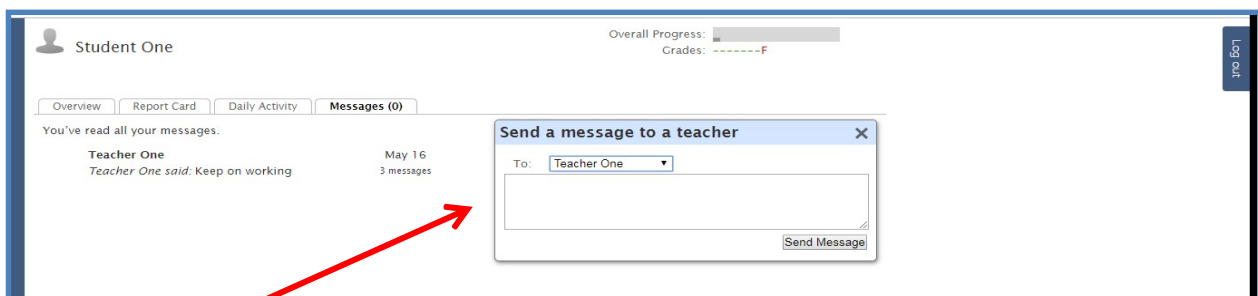 Student One
Overall Progress:
Grades: -------F
Log out
Overview Report Card Daily Activity Messages (0)
You've read all your messages.
Teacher One May 16
Teacher One said: Keep on working 3 messages
Send a message to a teacher
To: Teacher One
Send Message